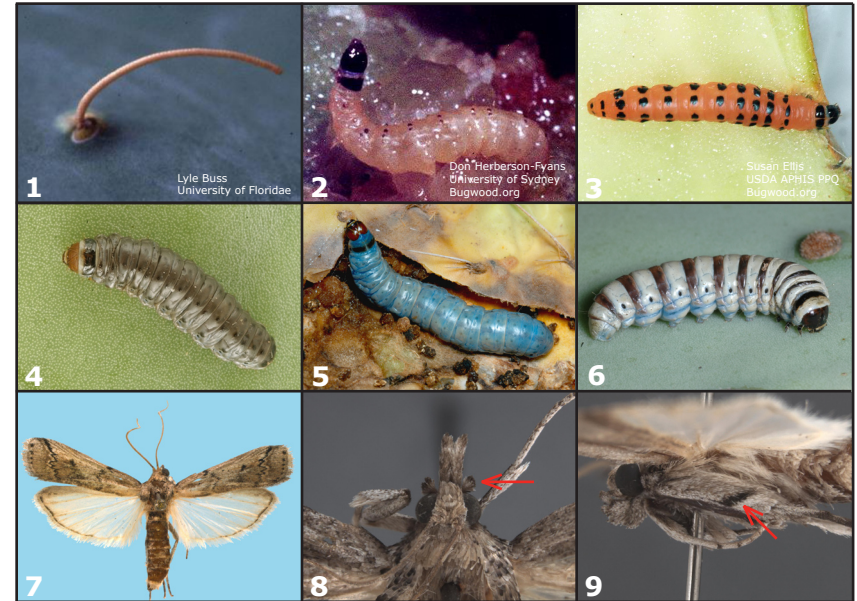 1
Lyle Buss
University of Floridae
2
Don Herberson-Fyans
University of Sydney
Bugwood.org
3
Susan Ellis
USDA APHIS PPQ
Bugwood.org
4
5
6
7
8
9